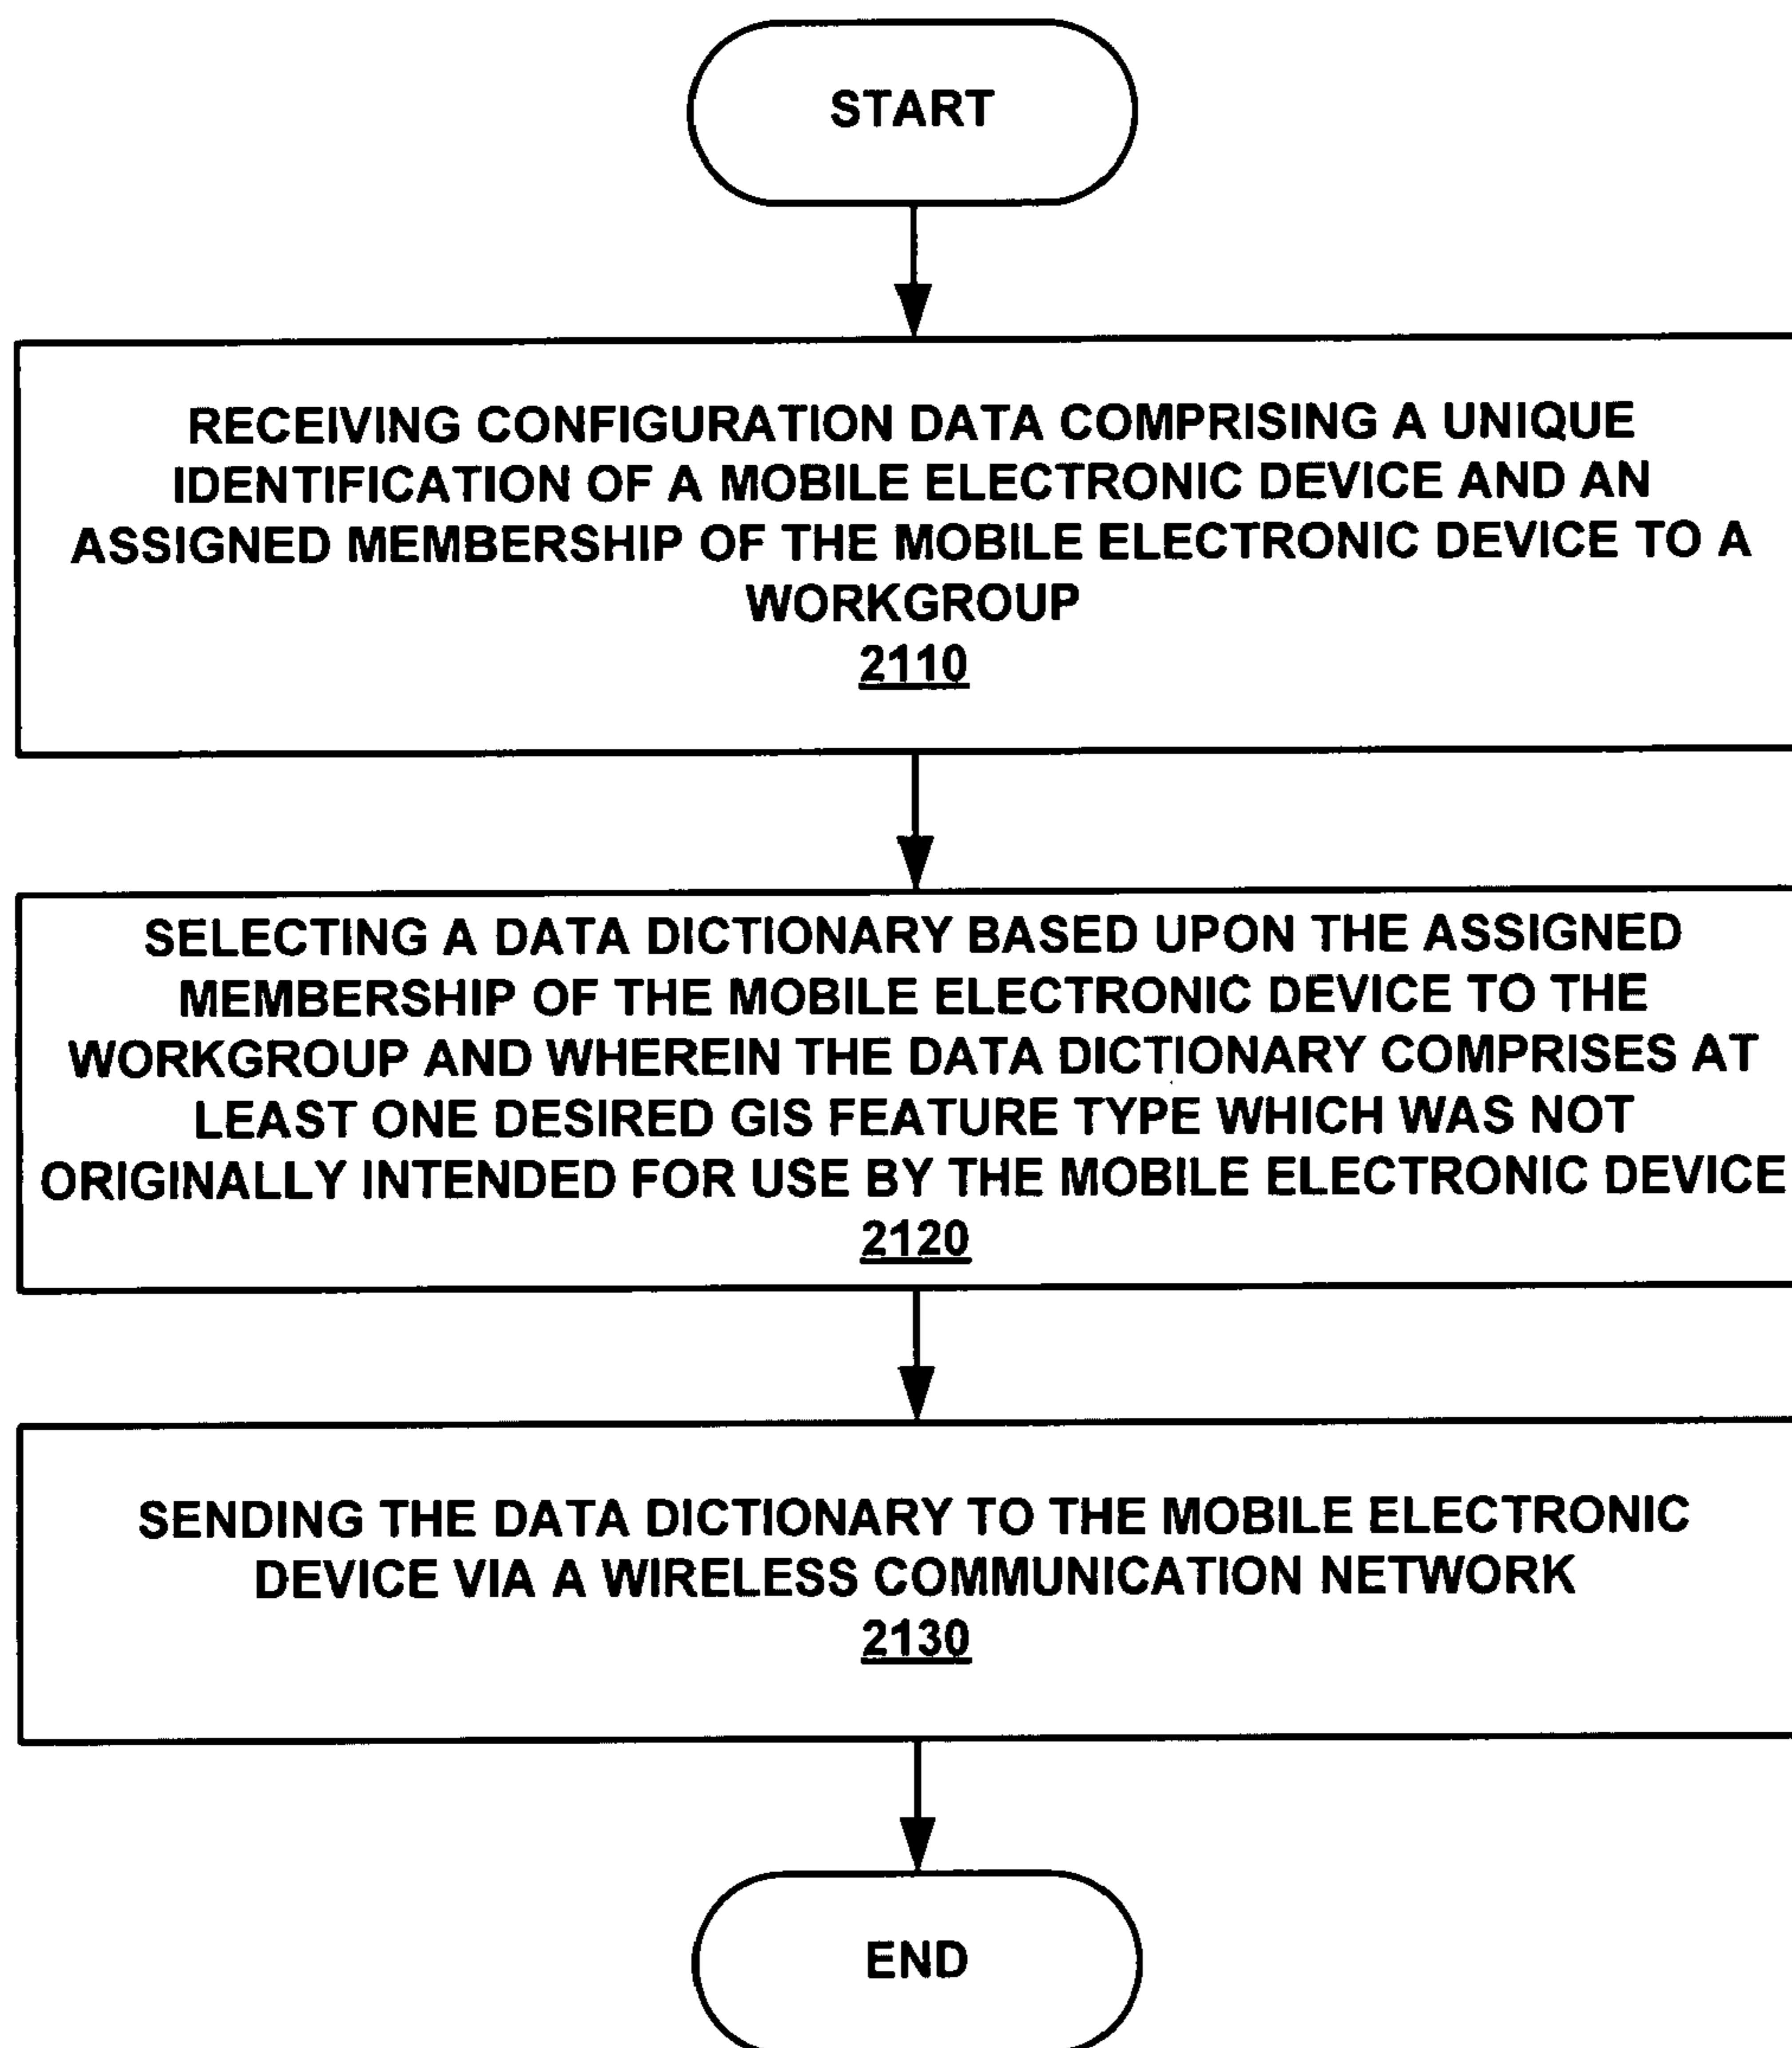 START
RECEIVING CONFIGURATION DATA COMPRISING A UNIQUE
IDENTIFICATION OF A MOBILE ELECTRONIC DEVICE AND AN
ASSIGNED MEMBERSHIP OF THE MOBILE ELECTRONIC DEVICE TO A
WORKGROUP
2110
SELECTING A DATA DICTIONARY BASED UPON THE ASSIGNED
MEMBERSHIP OF THE MOBILE ELECTRONIC DEVICE TO THE
WORKGROUP AND WHEREIN THE DATA DICTIONARY COMPRISES AT
LEAST ONE DESIRED GIS FEATURE TYPE WHICH WAS NOT
ORIGINALLY INTENDED FOR USE BY THE MOBILE ELECTRONIC DEVICE
2120
SENDING THE DATA DICTIONARY TO THE MOBILE ELECTRONIC
DEVICE VIA A WIRELESS COMMUNICATION NETWORK
2130
END